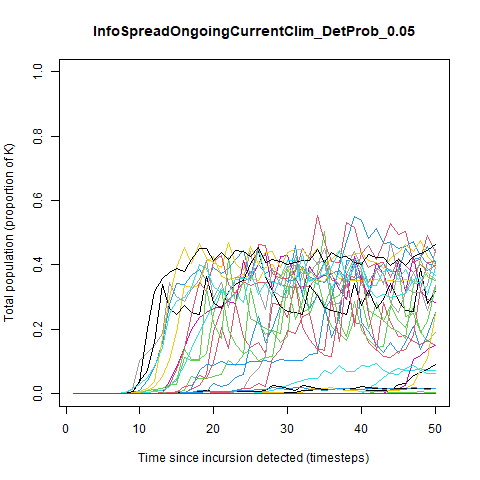 InfoSpreadOngoingCurrentClim_DetProb_0.05
Total population (proportion of K)
1.0
0.8
0.6
0.4
0.2
0.0
0 10 20 30 40 50
Time since incursion detected (timesteps)